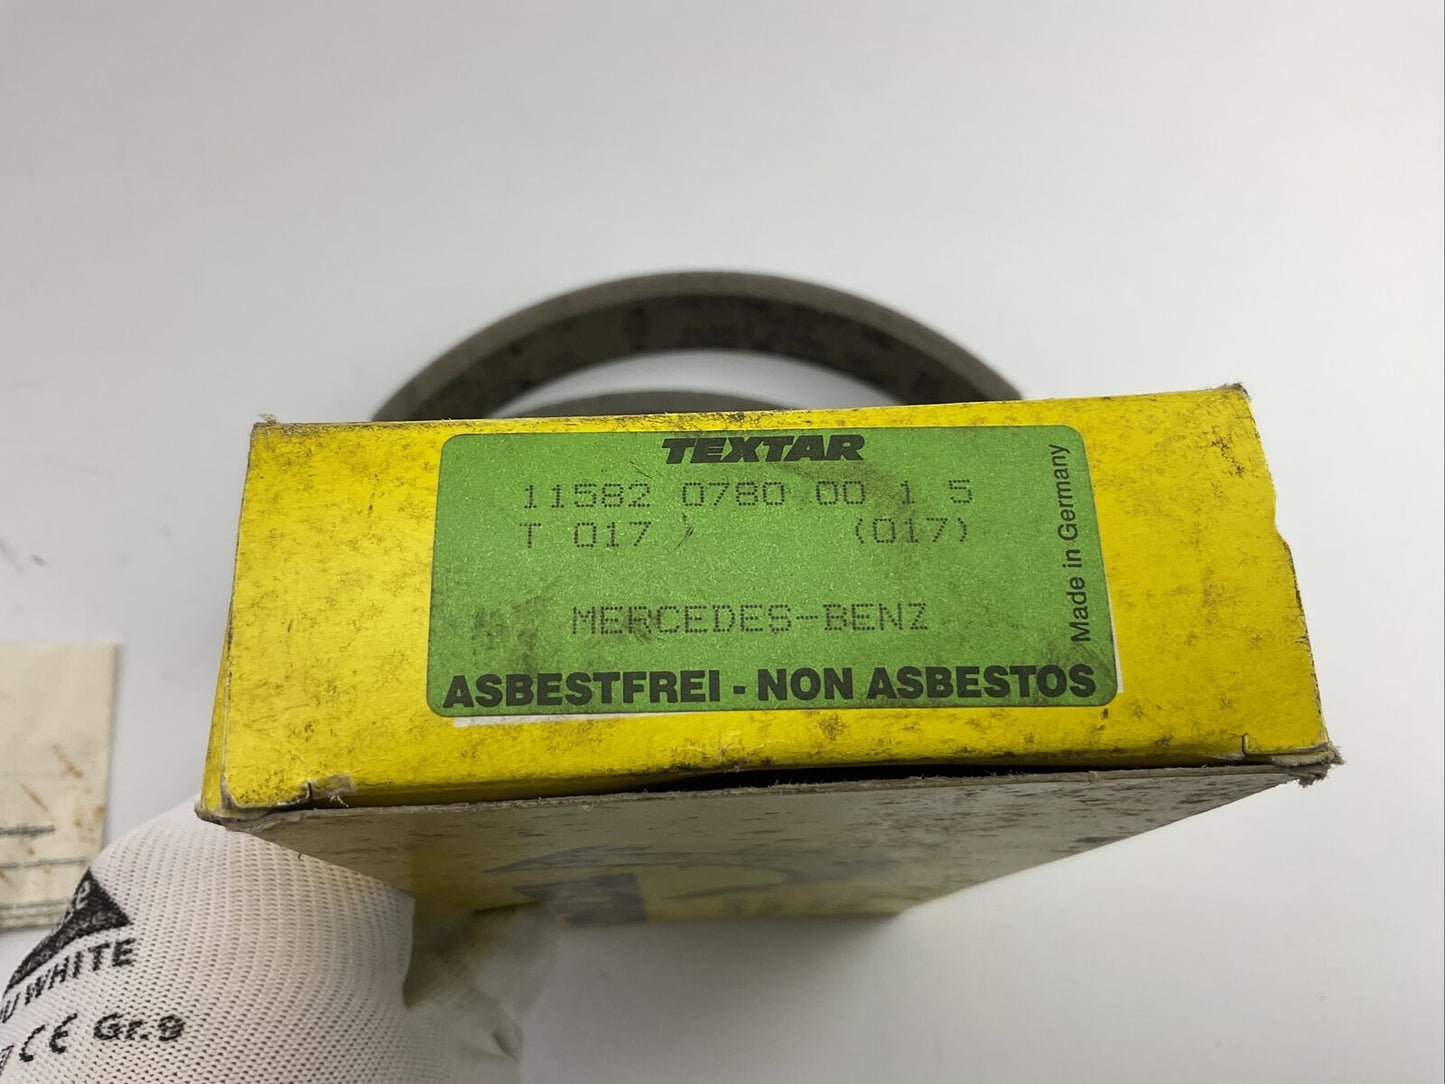 TEXTAR
11582 0780 00 1 5
T 017 (017)
MERCEDES-BENZ
ASBESTFREI - NON ASBESTOS
Made in Germany
WHITE
CE Gr.9